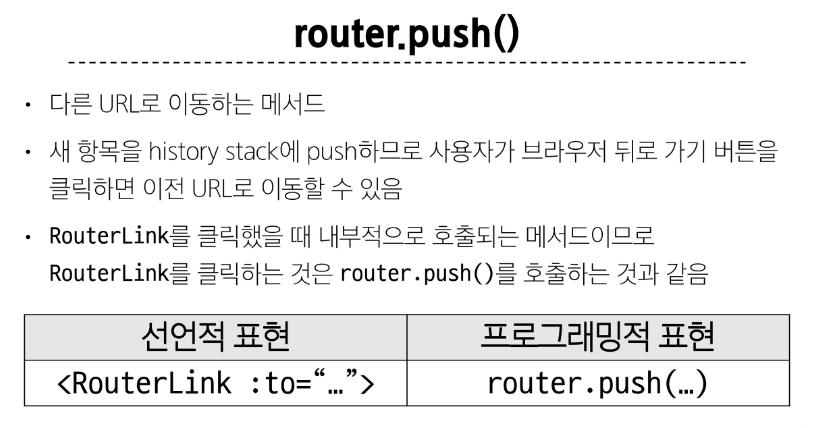 router.push()
• 다른 URL로 이동하는 메서드
• 새 항목을 history stack에 push하므로 사용자가 브라우저 뒤로 가기 버튼을
클릭하면 이전 URL로 이동할 수 있음
• RouterLink를 클릭했을 때 내부적으로 호출되는 메서드이므로
RouterLink를 클릭하는 것은 router.push()를 호출하는 것과 같음
선언적 표현 프로그래밍적 표현
<RouterLink :to=“…”> router.push(…)